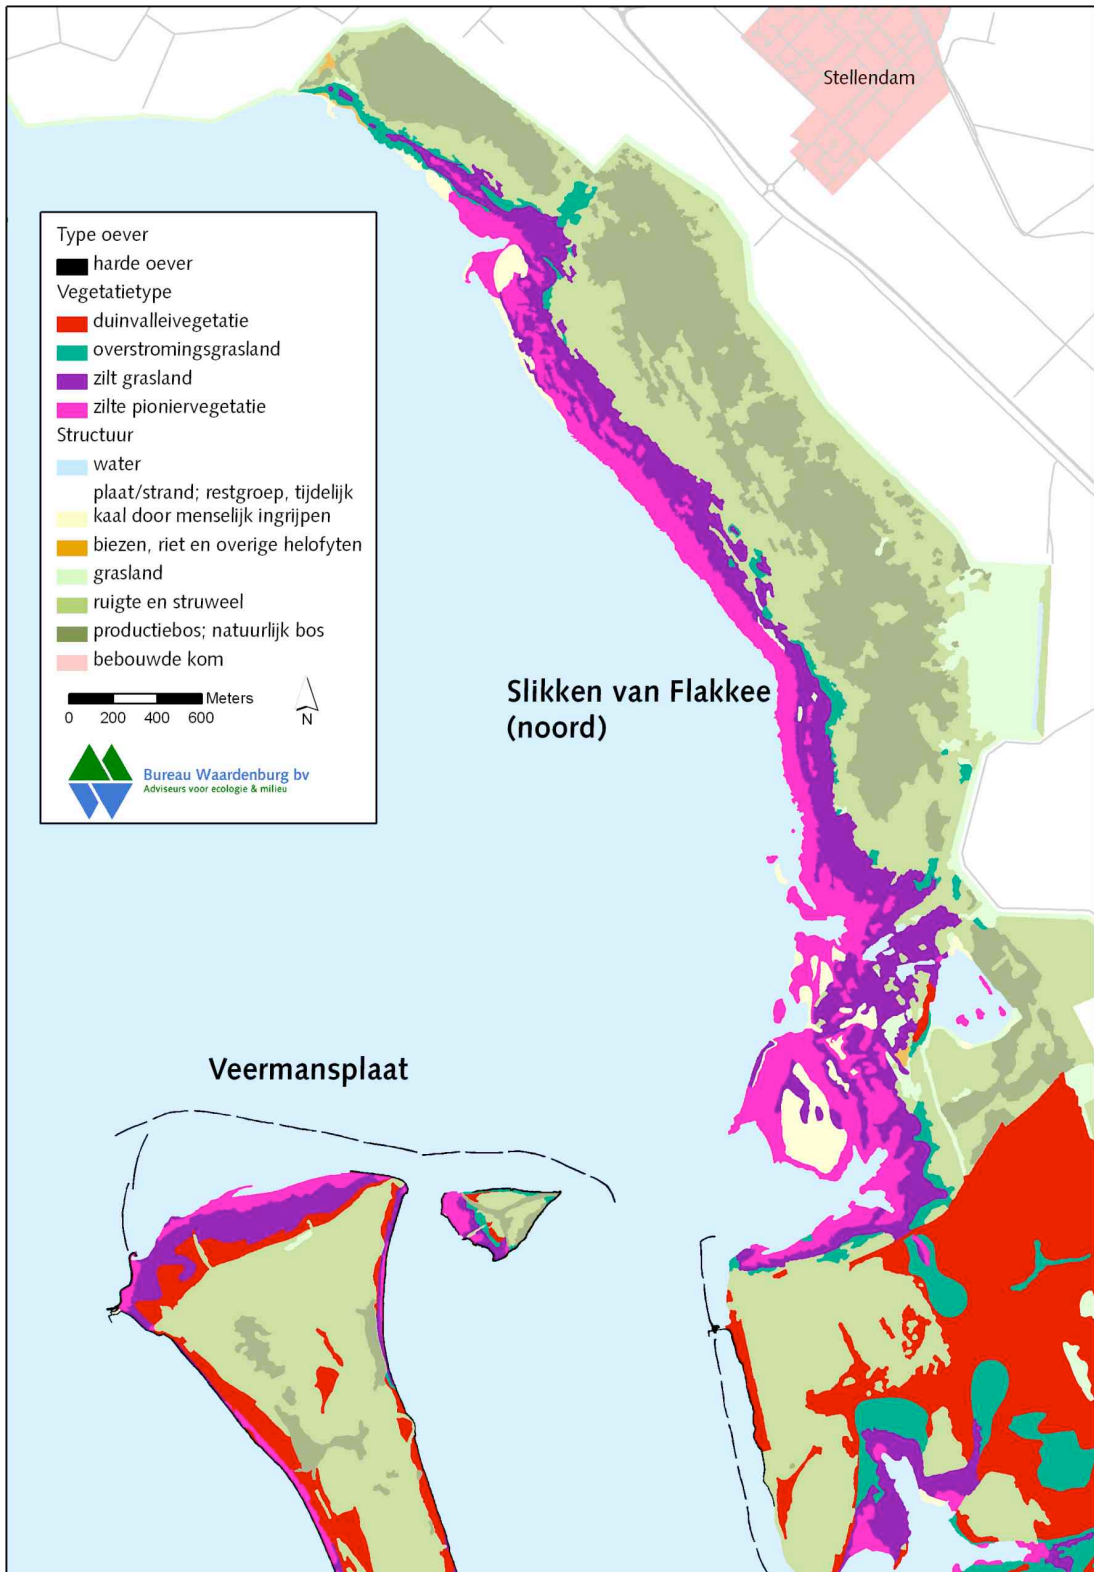 Stellendam
Type oever
harde oever
Vegetatietype
duinvalleivegetatie
overstromingsgrasland
zilt grasland
zilte pioniervegetatie
Structuur
water
plaat/strand; restgroep, tijdelijk
kaal door menselijk ingrijpen
biezen, riet en overige helofyten
grasland
ruigte en struweel
productiebos; natuurlijk bos
bebouwde kom
Meters
0 200 400 600
N
Bureau Waardenburg bv
Adviseurs voor ecologie & milieu
Slikken van Flakkee
(noord)
Veermansplaat